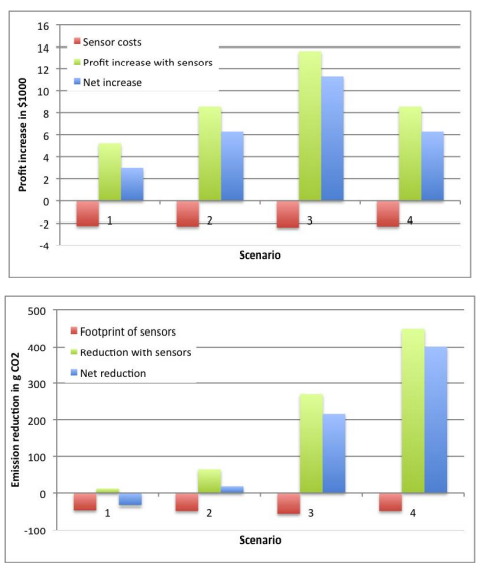 16
14
12
10
8
6
4
2
0
-2
-4
Profit increase in $1000
Sensor costs
Profit increase with sensors
Net increase
1 2 3 4
Scenario
500
400
300
200
100
0
-100
Emission reduction in g CO2
Footprint of sensors
Reduction with sensors
Net reduction
1 2 3 4
Scenario